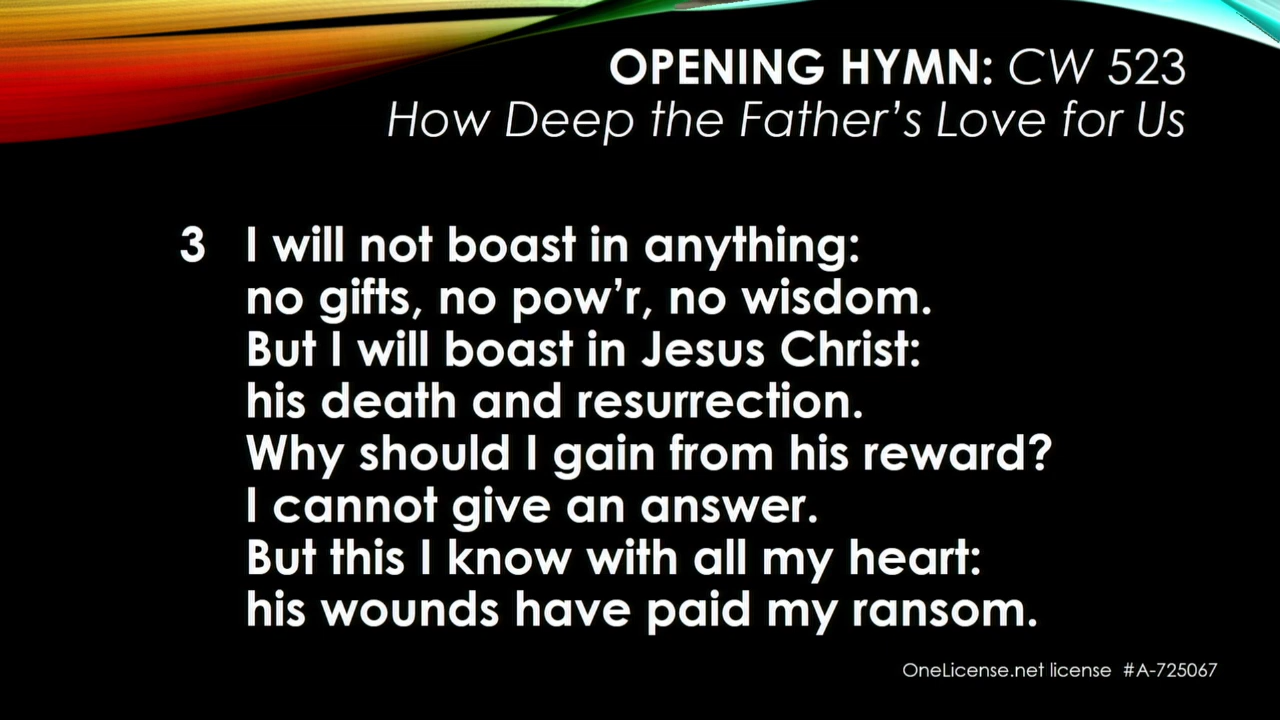 OPENING HYMN: CW 523
How Deep the Father’s Love for Us
3 I will not boast in anything:
no gifts, no pow’r, no wisdom.
But I will boast in Jesus Christ:
his death and resurrection.
Why should I gain from his reward?
I cannot give an answer.
But this I know with all my heart:
his wounds have paid my ransom.
OneLicense.net license #A-725067